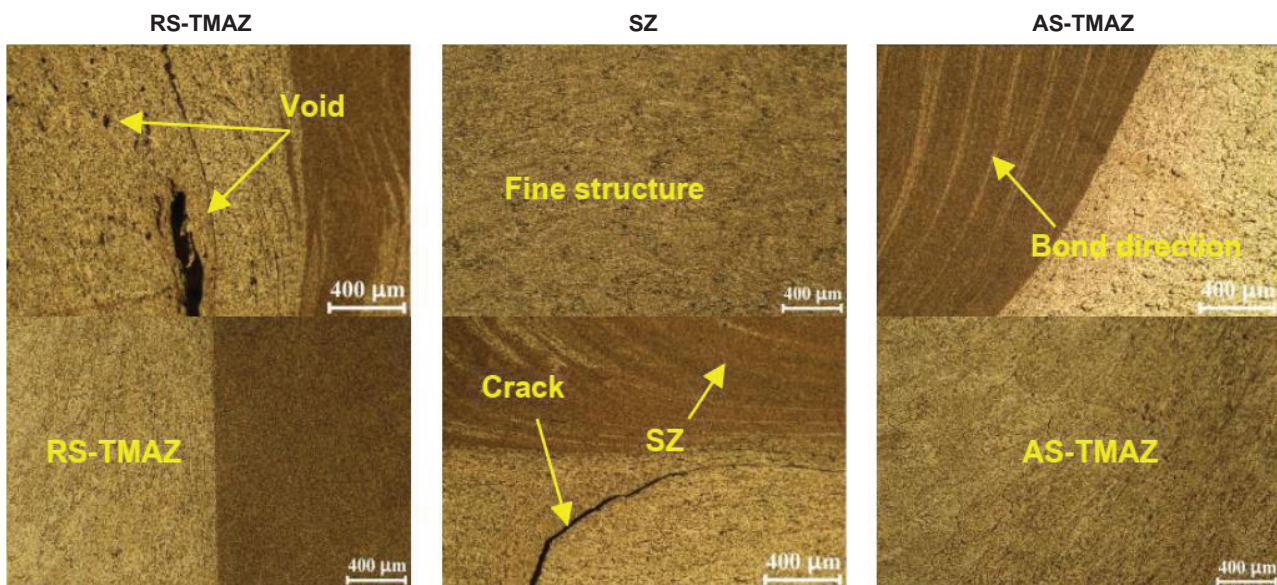 RS-TMAZ
SZ
AS-TMAZ
Void
400 μm
Fine structure
400 μm
Bond direction
400 μm
RS-TMAZ
400 μm
Crack
SZ
400 μm
AS-TMAZ
400 μm